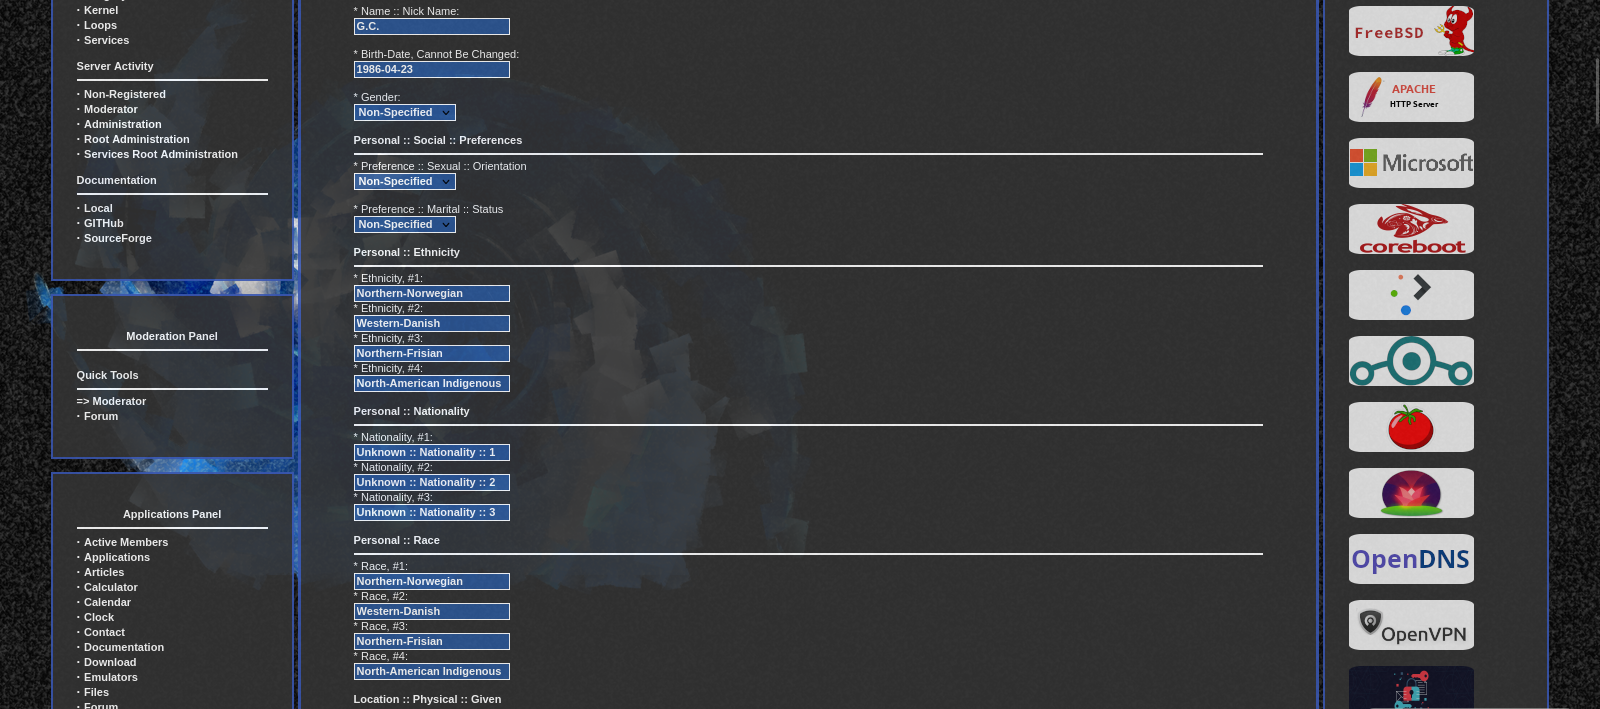 · Kernel
· Loops
· Services
Server Activity
· Non-Registered
· Moderator
· Administration
· Root Administration
· Services Root Administration
Documentation
· Local
· GITHub
· SourceForge
Moderation Panel
Quick Tools
=> Moderator
· Forum
Applications Panel
· Active Members
· Applications
· Articles
· Calculator
· Calendar
· Clock
· Contact
· Documentation
· Download
· Emulators
· Files
· Forum
* Name :: Nick Name:
G.C.
* Birth-Date, Cannot Be Changed:
1986-04-23
* Gender:
Non-Specified
Personal :: Social :: Preferences
* Preference :: Sexual :: Orientation
Non-Specified
* Preference :: Marital :: Status
Non-Specified
Personal :: Ethnicity
* Ethnicity, #1:
Northern-Norwegian
* Ethnicity, #2:
Western-Danish
* Ethnicity, #3:
Northern-Frisian
* Ethnicity, #4:
North-American Indigenous
Personal :: Nationality
* Nationality, #1:
Unknown :: Nationality :: 1
* Nationality, #2:
Unknown :: Nationality :: 2
* Nationality, #3:
Unknown :: Nationality :: 3
Personal :: Race
* Race, #1:
Northern-Norwegian
* Race, #2:
Western-Danish
* Race, #3:
Northern-Frisian
* Race, #4:
North-American Indigenous
Location :: Physical :: Given
FreeBSD
APACHE
HTTP Server
Microsoft
coreboot
OpenDNS
OpenVPN